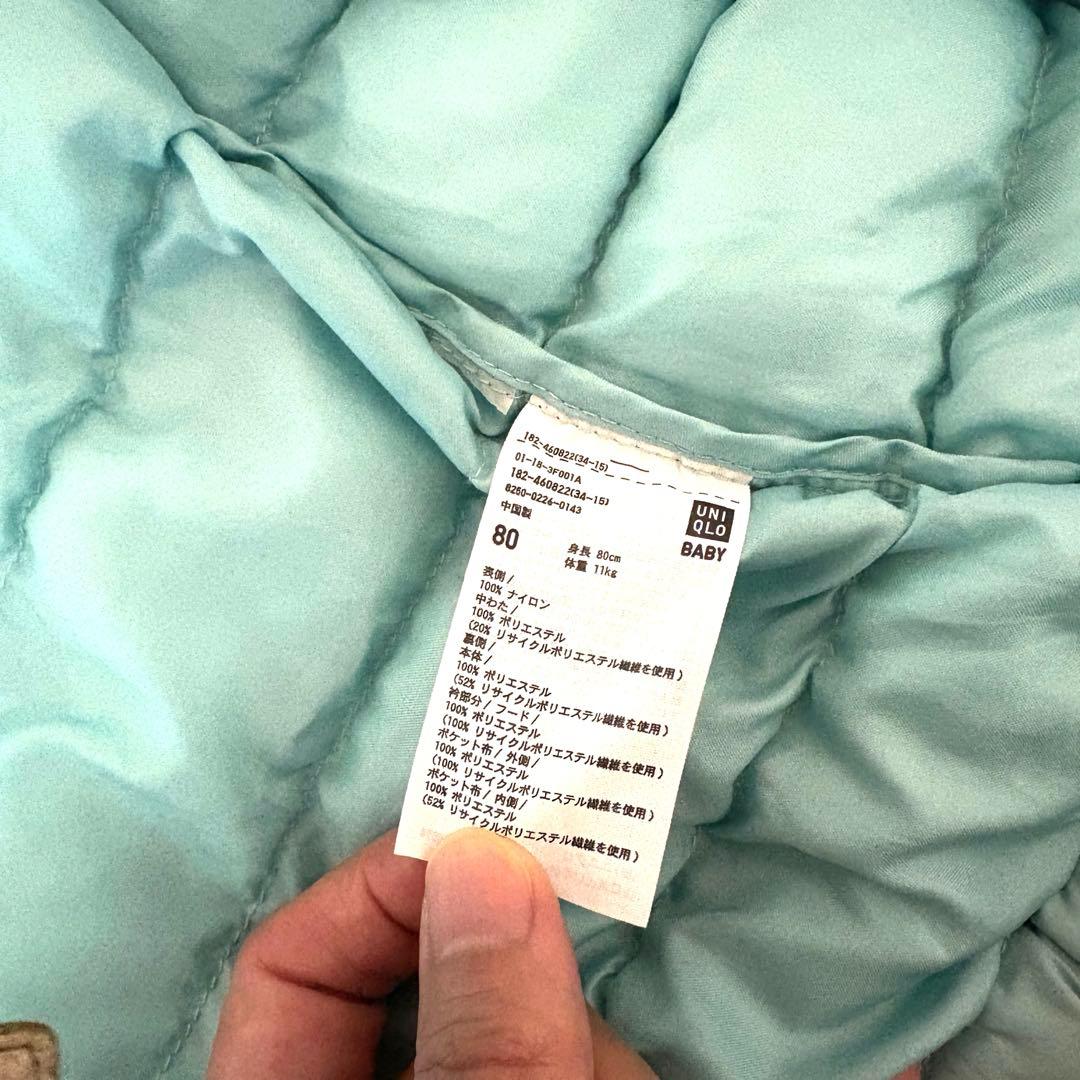 182-460822(34-15)
01-18-3F001A
182-460822(34-15)
8250-0226-0143
中国製
UNI
QLO
BABY
80
身長 80cm
体重 11kg
表側/
100% ナイロン
中わた/
100% ポリエステル
(20% リサイクルポリエステル繊維を使用)
裏側/
本体/
100% ポリエステル
(52% リサイクルポリエステル繊維を使用)
衿部分/フード/
100% ポリエステル
(100% リサイクルポリエステル繊維を使用)
ポケット布/外側/
100% ポリエステル
(100% リサイクルポリエステル繊維を使用)
ポケット布/内側/
100% ポリエステル
(52% リサイクルポリエステル繊維を使用)